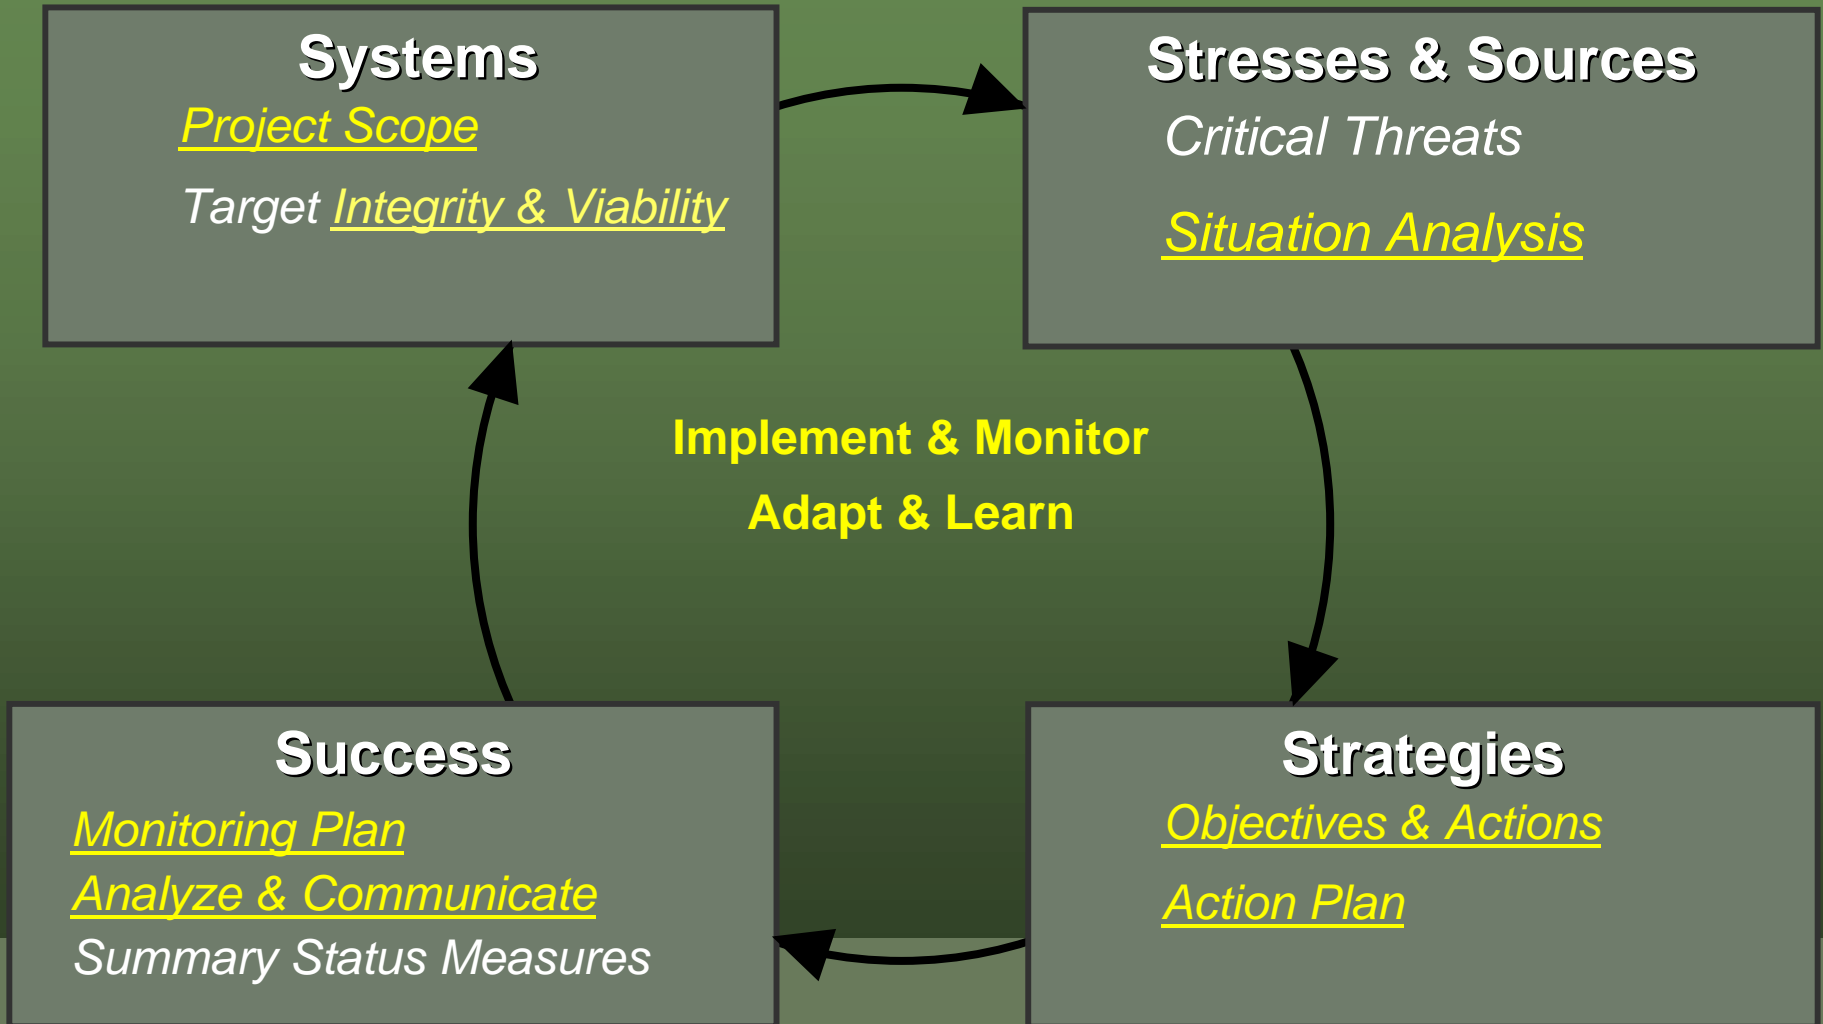 Systems
Project Scope
Target Integrity & Viability
Stresses & Sources
Critical Threats
Situation Analysis
Implement & Monitor
Adapt & Learn
Success
Monitoring Plan
Analyze & Communicate
Summary Status Measures
Strategies
Objectives & Actions
Action Plan